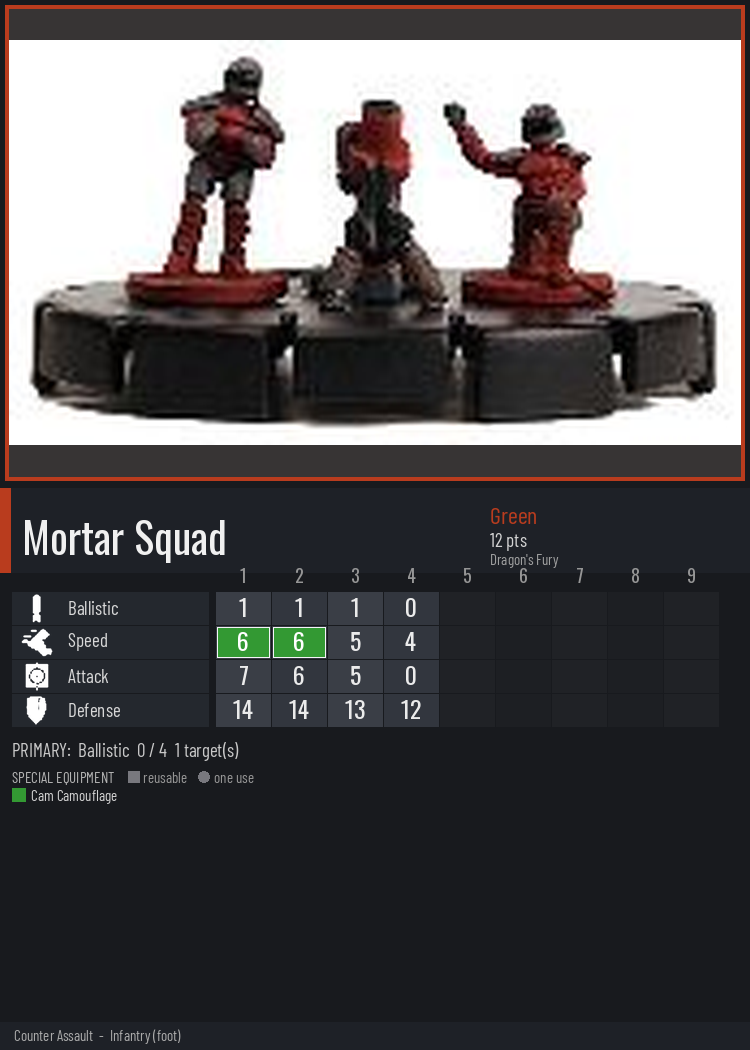 Mortar Squad
Green
12 pts
Dragon's Fury
1 2 3 4 5 6 7 8 9
Ballistic 1 1 1 0
Speed 6 6 5 4
Attack 7 6 5 0
Defense 14 14 13 12
PRIMARY: Ballistic 0 / 4 1 target(s)
SPECIAL EQUIPMENT reusable one use
Cam Camouflage
Counter Assault - Infantry (foot)